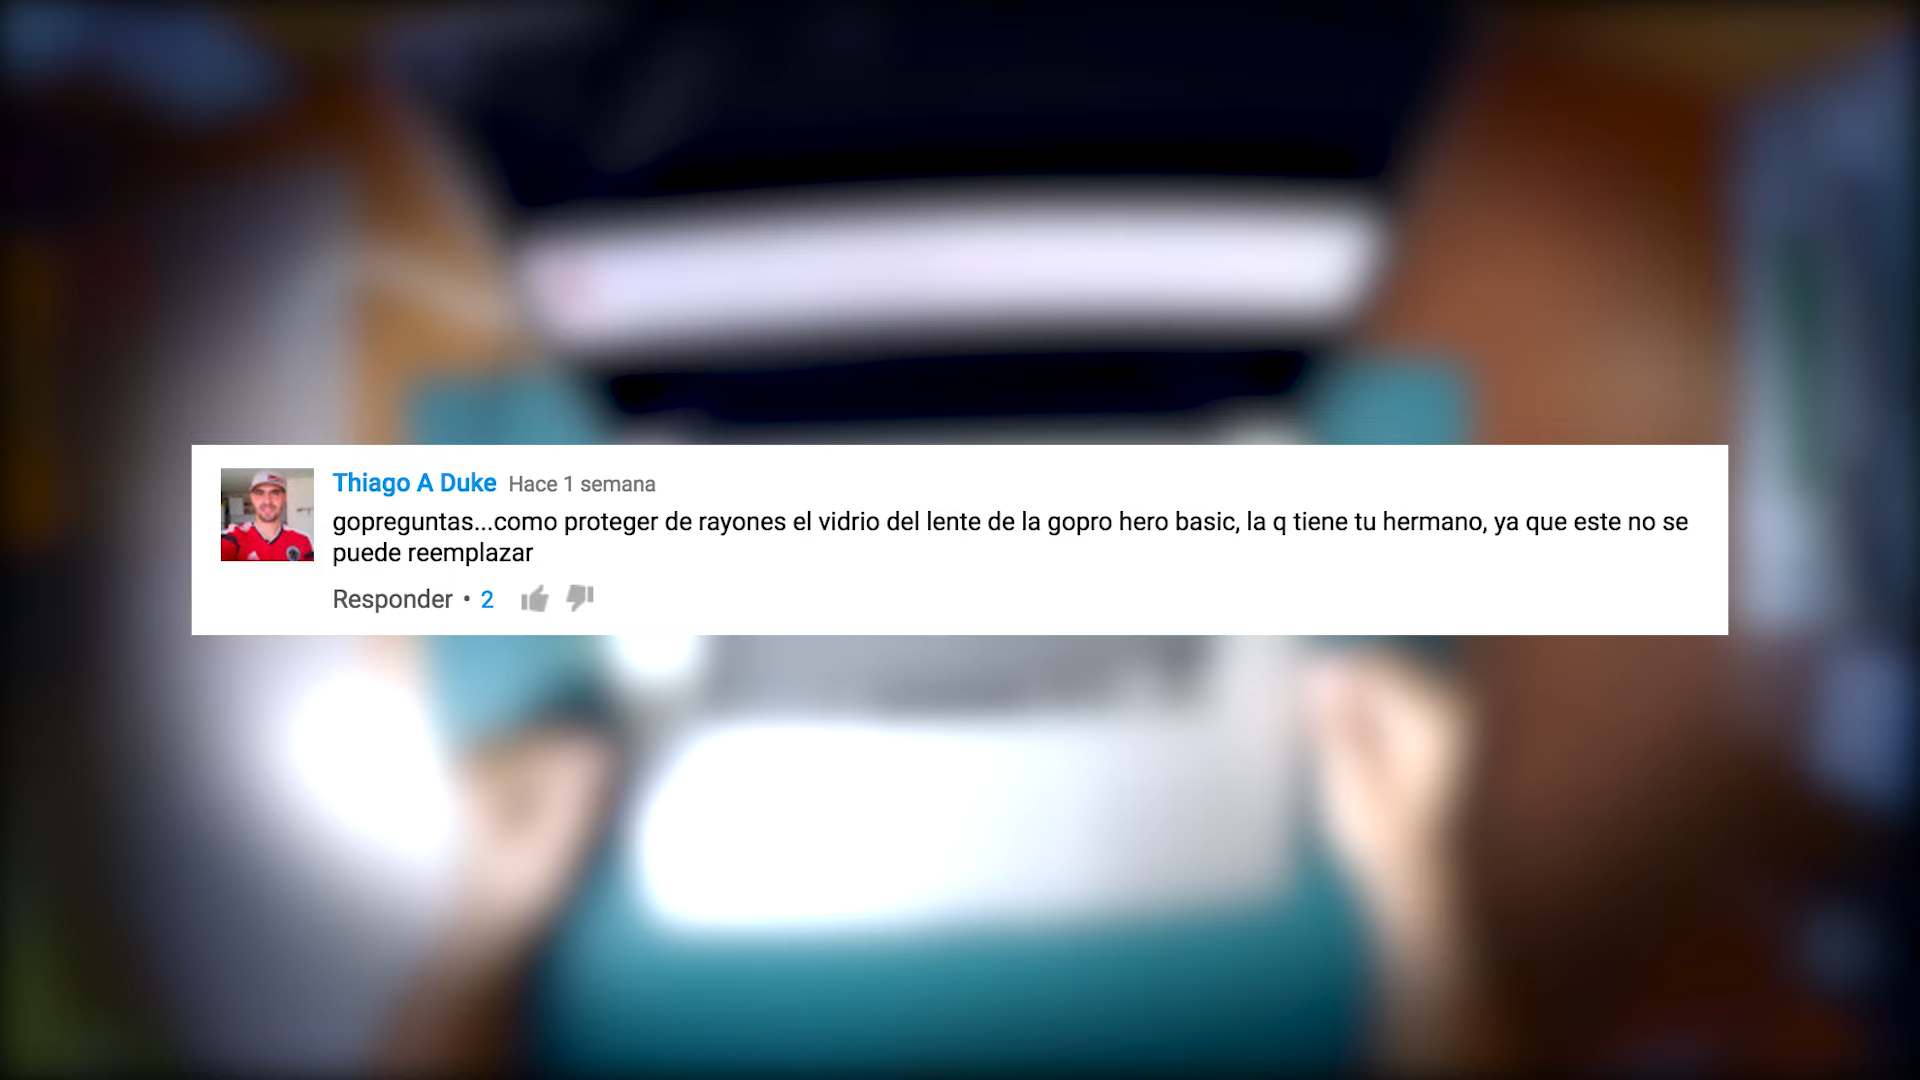 Thiago A Duke Hace 1 semana
gopreguntas...como proteger de rayones el vidrio del lente de la gopro hero basic, la q tiene tu hermano, ya que este no se
puede reemplazar
Responder • 2